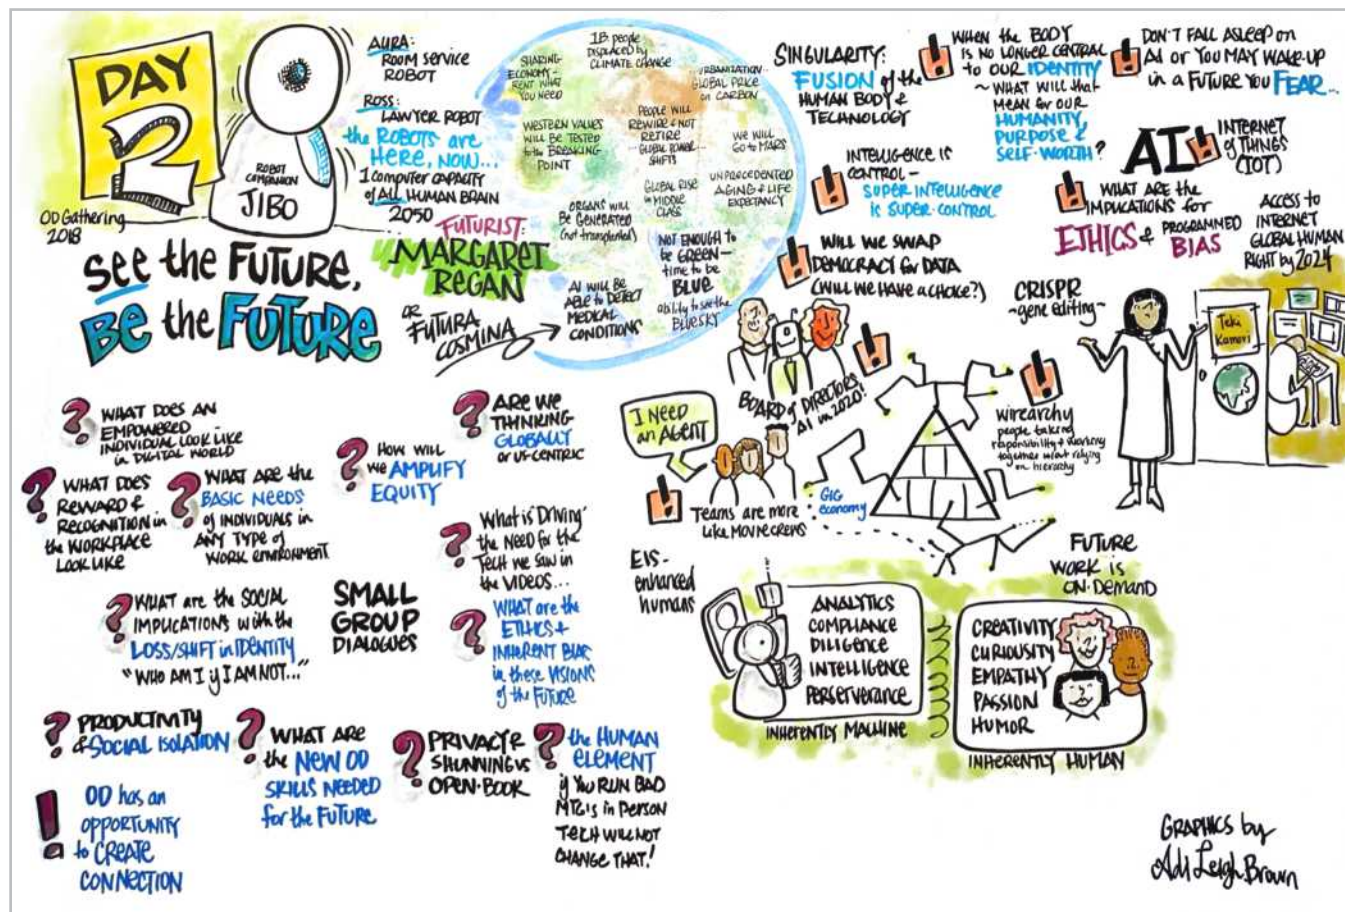 DAY
2
OD Gathering
2018
ROBOT
COMPANION
JIBO
SEE the FUTURE,
BE the FUTURE
AURA:
ROOM SERVICE
ROBOT
ROSS:
LAWYER ROBOT
the ROBOTS are
HERE, NOW...
1 computer CAPACITY
of ALL HUMAN BRAIN
2050
FUTURIST:
MARGARET
REGAN
OR
FUTURA
COSMINA
1B people
DISPLACED by
CLIMATE CHANGE
SHARING-
ECONOMY-
RENT WHAT
YOU NEED
URBANIZATION...
GLOBAL PRICE
on CARBON
WESTERN VALUES
WILL BE TESTED
to the BREAKING
POINT
PEOPLE WILL
REWIRE & NOT
RETIRE
GLOBAL POWER
SHIFTS
WE WILL
GO to MARS
ORGANS WILL
BE GENERATED
(not transplanted)
GLOBAL RISE
in MIDDLE
CLASS
UNPRECEDENTED
AGING & LIFE
EXPECTANCY
AI WILL BE
ABLE to DETECT
MEDICAL
CONDITIONS
NOT ENOUGH to
be GREEN-
time to be
BLUE
ability to see the
BLUE SKY
SINGULARITY:
FUSION of the
HUMAN BODY &
TECHNOLOGY
WHEN the BODY
IS NO LONGER CENTRAL
to OUR IDENTITY
~ WHAT WILL that
MEAN for OUR
HUMANITY,
PURPOSE &
SELF-WORTH?
DON'T FALL ASLEEP on
AI or YOU MAY WAKE-UP
in a FUTURE YOU FEAR...
INTELLIGENCE IS
CONTROL-
SUPER INTELLIGENCE
is SUPER-CONTROL
AI
INTERNET
of THINGS
(IOT)
WHAT ARE the
IMPLICATIONS for
ETHICS & PROGRAMMED
BIAS
ACCESS to
INTERNET
GLOBAL HUMAN
RIGHT by 2024
WILL WE SWAP
DEMOCRACY for DATA
(WILL WE HAVE a CHOICE?)
CRISPR
~gene editing~
Teki
Kamori
BOARD of DIRECTORS
AI in 2020!
I NEED
an AGENT
Teams are more
like MOVIE CREWS
GIG
economy
wirearchy
people taking
responsibility & working
together w/out relying
on hierarchy
WHAT DOES AN
EMPOWERED
INDIVIDUAL LOOK LIKE
in DIGITAL WORLD
ARE WE
THINKING
GLOBALLY
or US-CENTRIC
HOW WILL
we AMPLIFY
EQUITY
WHAT DOES
REWARD &
RECOGNITION in
the WORKPLACE
LOOK LIKE
WHAT ARE the
BASIC NEEDS
of INDIVIDUALS in
ANY TYPE of
WORK ENVIRONMENT
What is DRIVING
the NEED for the
TECH WE SAW in
the VIDEOS...
WHAT are the SOCIAL
IMPLICATIONS with the
LOSS/SHIFT in IDENTITY
"WHO AM I if I AM NOT..."
SMALL
GROUP
DIALOGUES
WHAT are the
ETHICS +
INHERENT BIAS
in these VISIONS
of the FUTURE
PRODUCTIVITY
& SOCIAL ISOLATION
WHAT ARE
the NEW OD
SKILLS NEEDED
for the FUTURE
PRIVACY &
SHUNNING VS
OPEN-BOOK
the HUMAN
ELEMENT
if YOU RUN BAD
MTG's in PERSON
TECH WILL NOT
CHANGE THAT!
OD has an
OPPORTUNITY
to CREATE
CONNECTION
EIS-
enhanced
humans
ANALYTICS
COMPLIANCE
DILIGENCE
INTELLIGENCE
PERSERVERANCE
INHERENTLY MACHINE
FUTURE
WORK is
ON-DEMAND
CREATIVITY
CURIOUSITY
EMPATHY
PASSION
HUMOR
INHERENTLY HUMAN
GRAPHICS by
Adi Leigh Brown